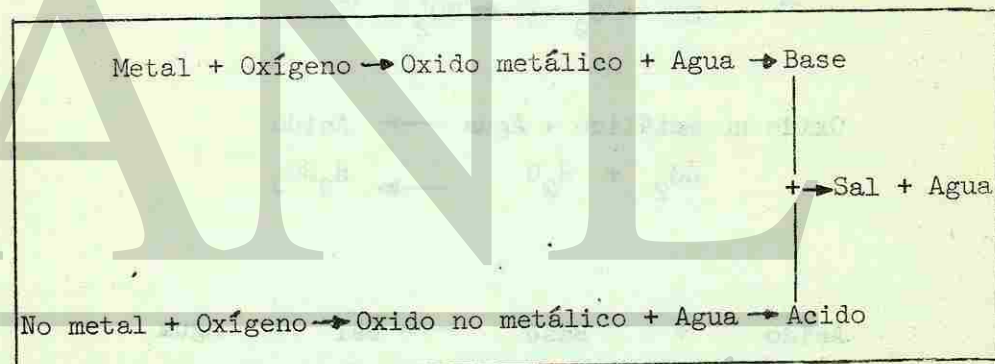 Metal + Oxígeno → Oxido metálico + Agua → Base
+ → Sal + Agua
No metal + Oxígeno → Oxido no metálico + Agua → Acido